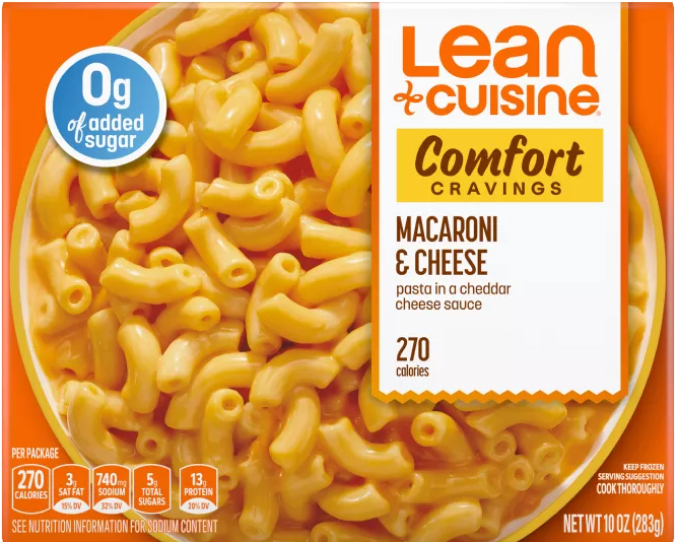 0g
of added
sugar
Lean
Cuisine®
Comfort
CRAVINGS
MACARONI
& CHEESE
pasta in a cheddar
cheese sauce
270
calories
PER PACKAGE
270 CALORIES
3g SAT FAT 15% DV
740mg SODIUM 32% DV
5g TOTAL SUGARS
13g PROTEIN 20% DV
SEE NUTRITION INFORMATION FOR SODIUM CONTENT
KEEP FROZEN
SERVING SUGGESTION
COOK THOROUGHLY
NET WT 10 OZ (283g)